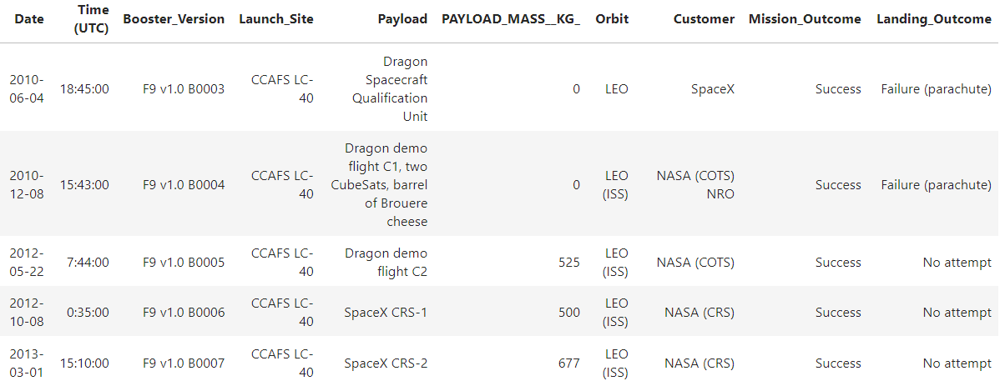 Date Time (UTC) Booster_Version Launch_Site Payload PAYLOAD_MASS__KG_ Orbit Customer Mission_Outcome Landing_Outcome
2010-06-04 18:45:00 F9 v1.0 B0003 CCAFS LC-40 Dragon Spacecraft Qualification Unit 0 LEO SpaceX Success Failure (parachute)
2010-12-08 15:43:00 F9 v1.0 B0004 CCAFS LC-40 Dragon demo flight C1, two CubeSats, barrel of Brouere cheese 0 LEO (ISS) NASA (COTS) NRO Success Failure (parachute)
2012-05-22 7:44:00 F9 v1.0 B0005 CCAFS LC-40 Dragon demo flight C2 525 LEO (ISS) NASA (COTS) Success No attempt
2012-10-08 0:35:00 F9 v1.0 B0006 CCAFS LC-40 SpaceX CRS-1 500 LEO (ISS) NASA (CRS) Success No attempt
2013-03-01 15:10:00 F9 v1.0 B0007 CCAFS LC-40 SpaceX CRS-2 677 LEO (ISS) NASA (CRS) Success No attempt